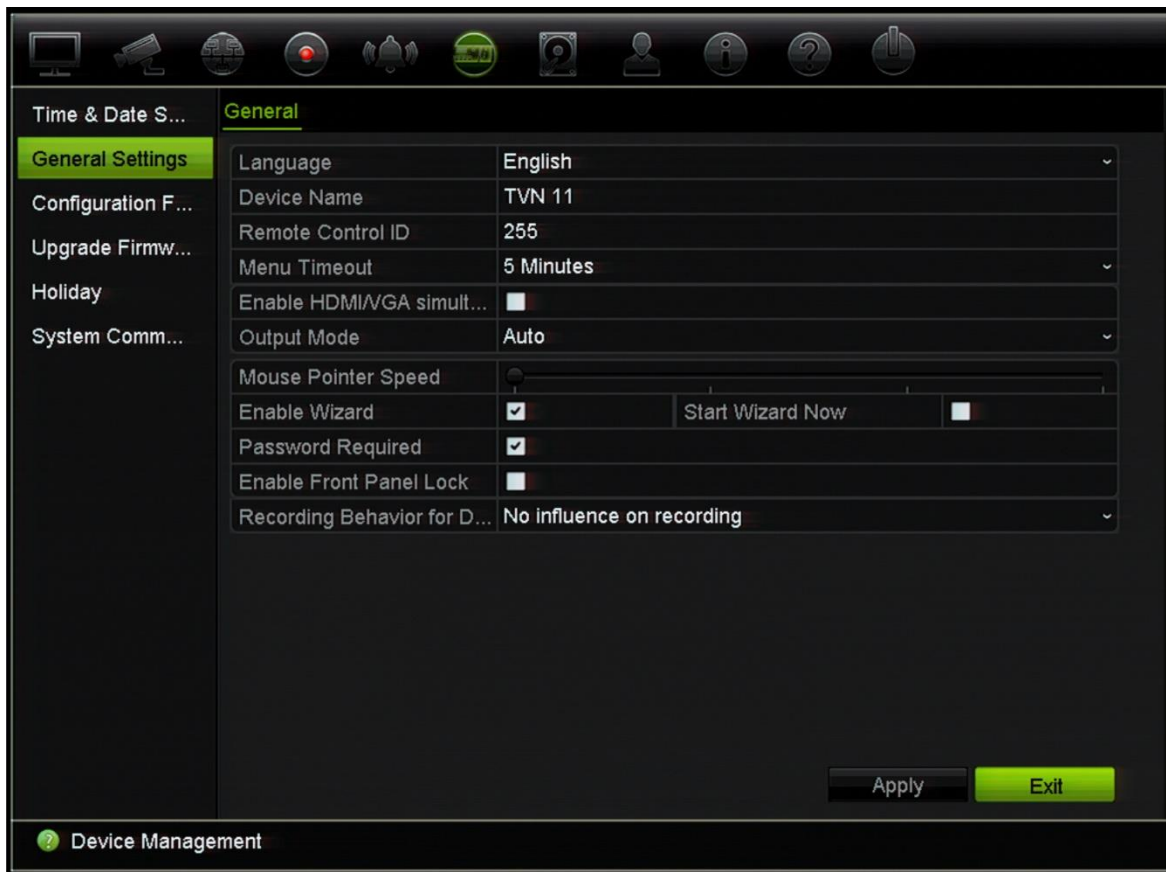 Time & Date S...
General Settings
Configuration F...
Upgrade Firmw...
Holiday
System Comm...
General
Language English
Device Name TVN 11
Remote Control ID 255
Menu Timeout 5 Minutes
Enable HDMI/VGA simult...
Output Mode Auto
Mouse Pointer Speed
Enable Wizard Start Wizard Now
Password Required
Enable Front Panel Lock
Recording Behavior for D... No influence on recording
Apply Exit
Device Management